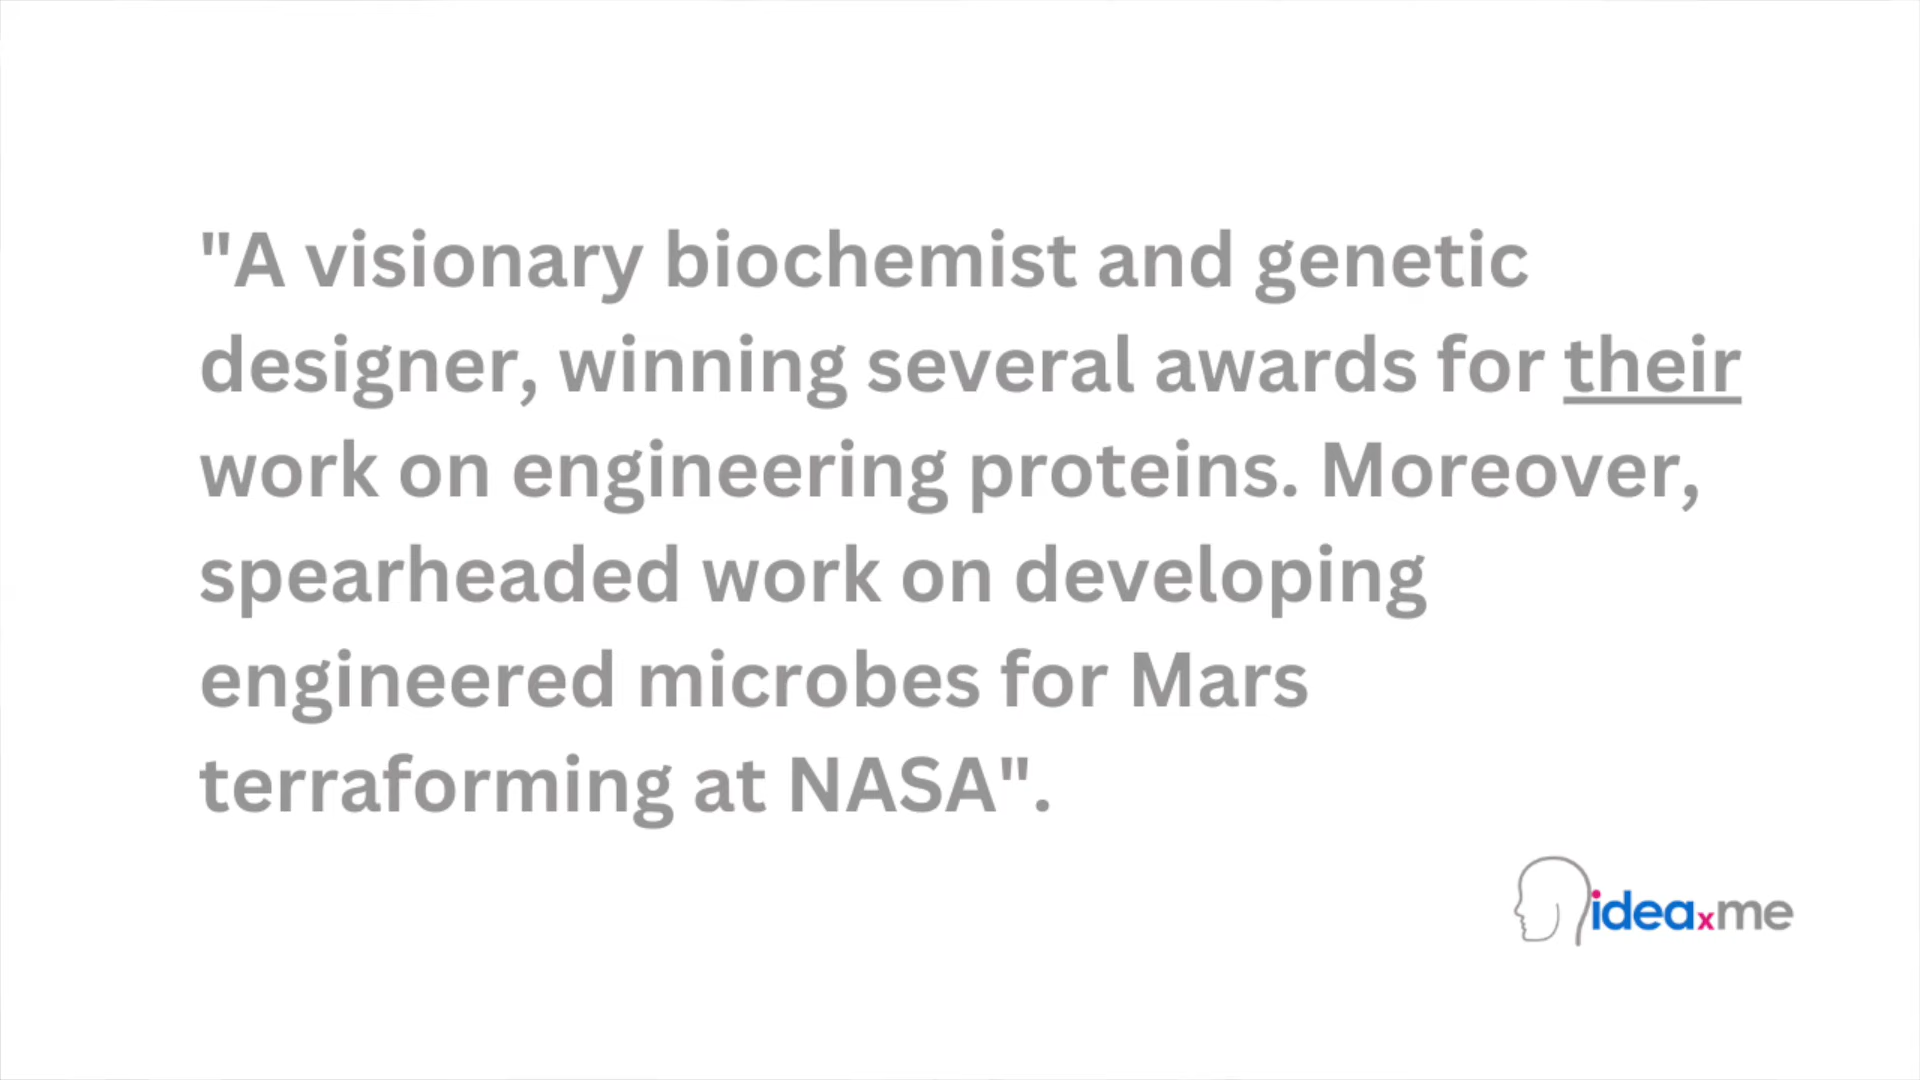 "A visionary biochemist and genetic
designer, winning several awards for their
work on engineering proteins. Moreover,
spearheaded work on developing
engineered microbes for Mars
terraforming at NASA".
ideaxme